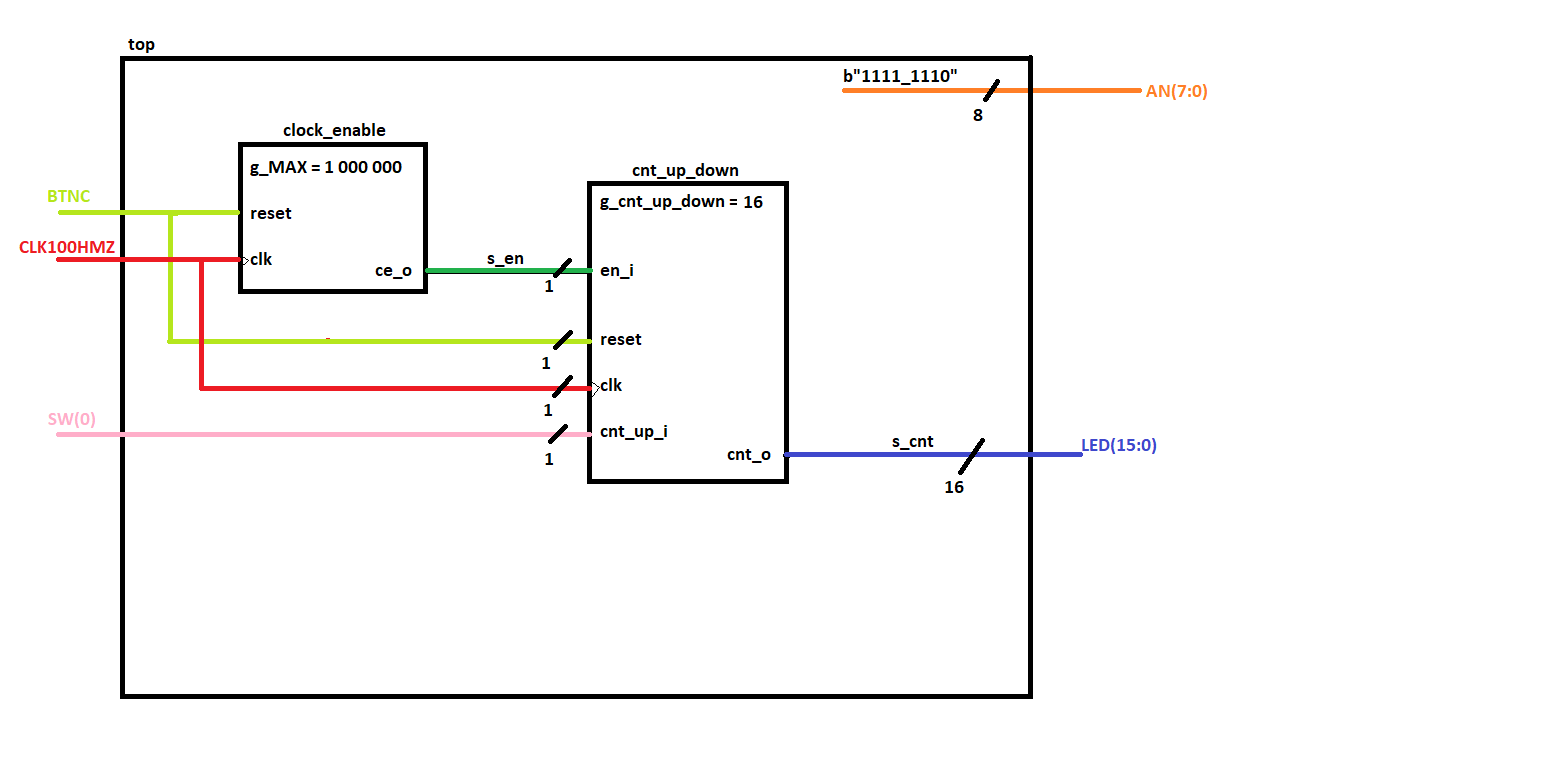 top
b"1111_1110"
AN(7:0)
8
clock_enable
g_MAX = 1 000 000
cnt_up_down
BTNC
g_cnt_up_down = 16
reset
CLK100HMZ
clk
s_en
ce_o
en_i
1
reset
1
clk
1
SW(0)
cnt_up_i
s_cnt
LED(15:0)
cnt_o
1
16